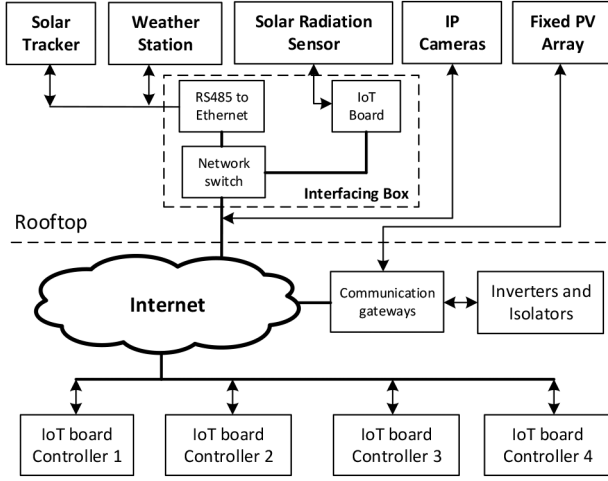 Solar
Tracker
Weather
Station
Solar Radiation
Sensor
IP
Cameras
Fixed PV
Array
RS485 to
Ethernet
IoT
Board
Network
switch
Interfacing Box
Rooftop
Internet
Communication
gateways
Inverters and
Isolators
IoT board
Controller 1
IoT board
Controller 2
IoT board
Controller 3
IoT board
Controller 4